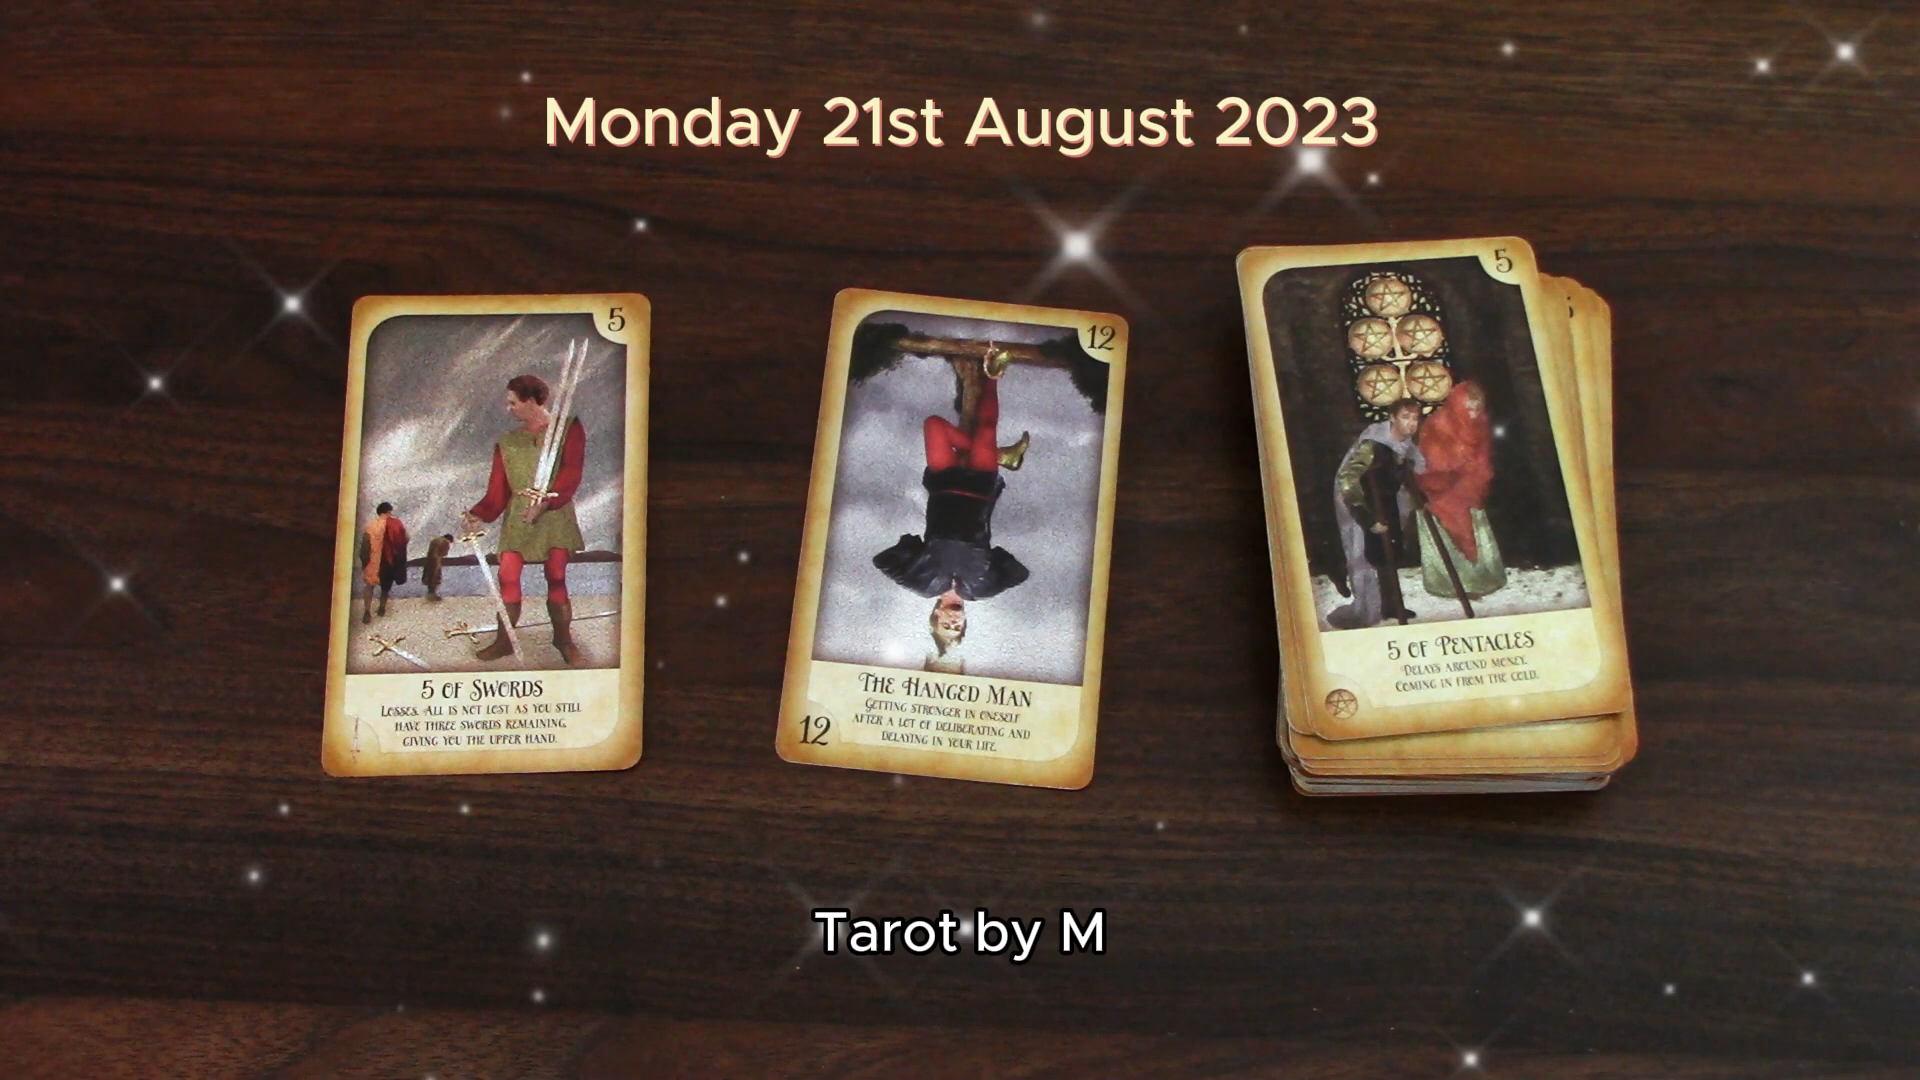 Monday 21st August 2023
5
5 of Swords
Losses. All is not lost as you still
have three swords remaining,
giving you the upper hand.
12
The Hanged Man
Getting stronger in oneself
after a lot of deliberating and
delaying in your life.
12
5
5 of Pentacles
Delays around money.
Coming in from the cold.
Tarot by M